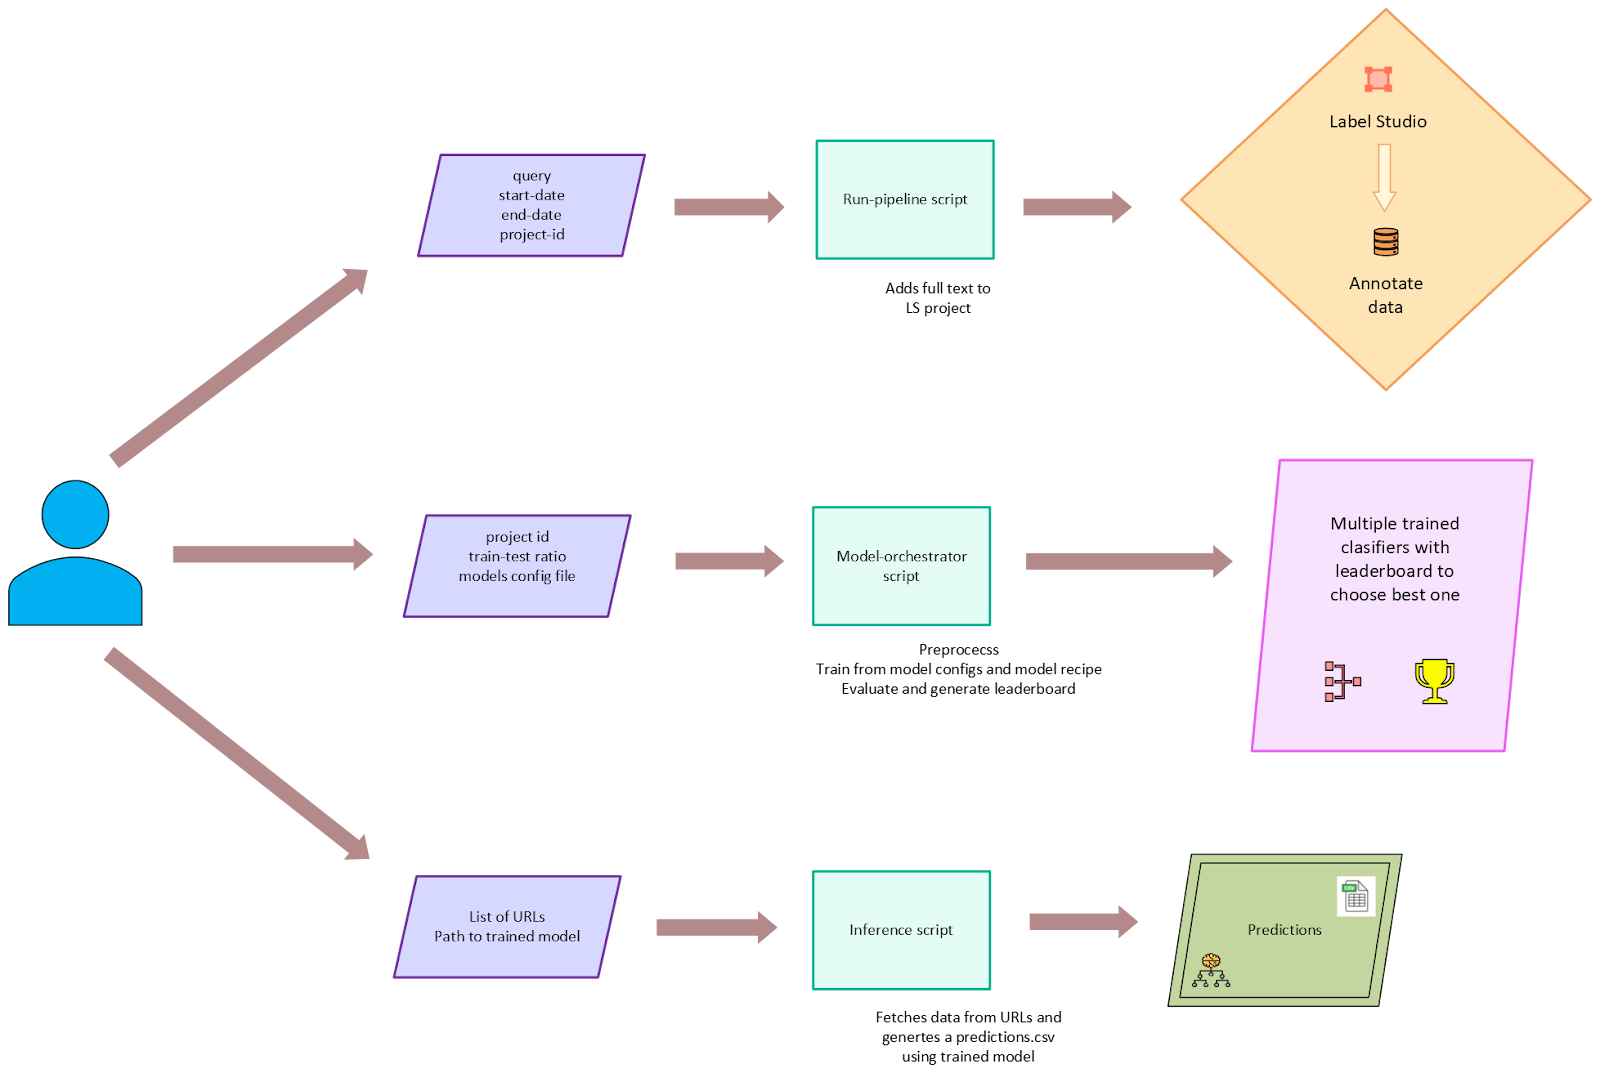 query
start-date
end-date
project-id
Run-pipeline script
Adds full text to
LS project
Label Studio
Annotate
data
project id
train-test ratio
models config file
Model-orchestrator
script
Preprocecss
Train from model configs and model recipe
Evaluate and generate leaderboard
Multiple trained
clasifiers with
leaderboard to
choose best one
List of URLs
Path to trained model
Inference script
Fetches data from URLs and
genertes a predictions.csv
using trained model
CSV
Predictions